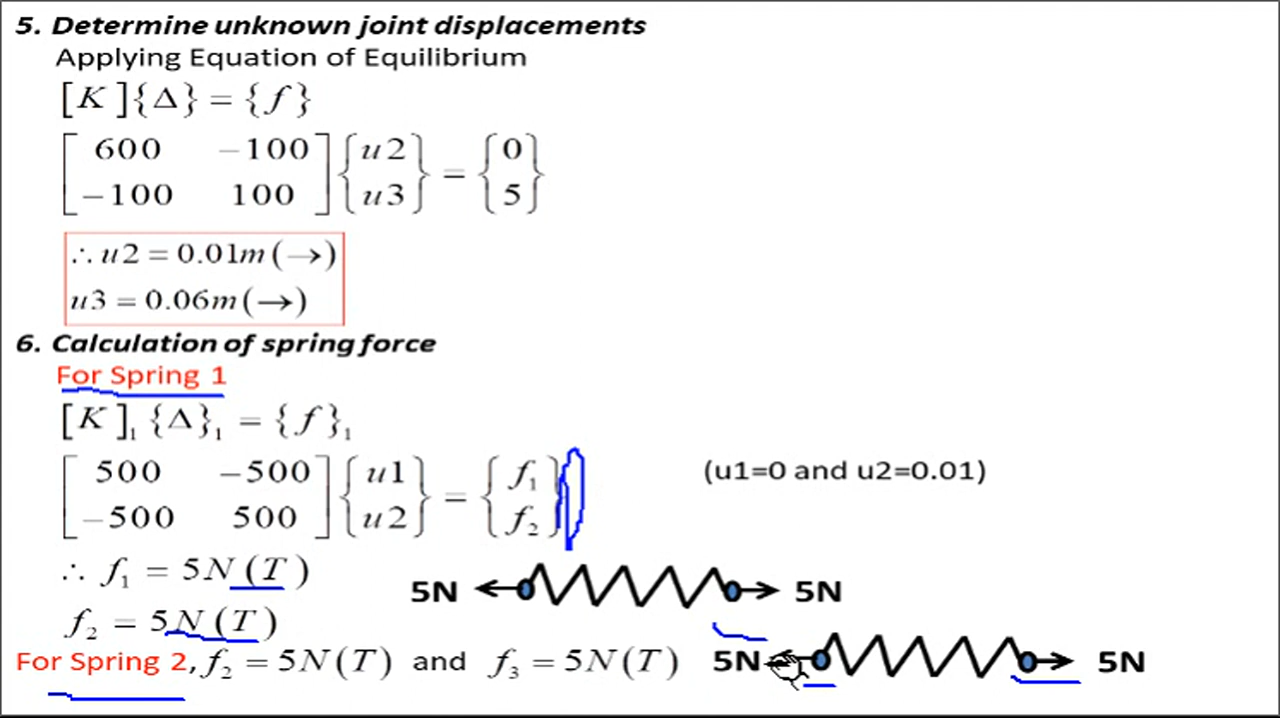 5. Determine unknown joint displacements
Applying Equation of Equilibrium
[K]{Δ} = {f}
[600 −100
−100 100] {u2
u3} = {0
5}
∴ u2 = 0.01m (→)
u3 = 0.06m (→)
6. Calculation of spring force
For Spring 1
[K]₁ {Δ}₁ = {f}₁
[500 −500
−500 500] {u1
u2} = {f₁
f₂}
(u1=0 and u2=0.01)
∴ f₁ = 5N (T)
5N 5N
f₂ = 5N (T)
For Spring 2, f₂ = 5N (T) and f₃ = 5N (T) 5N 5N